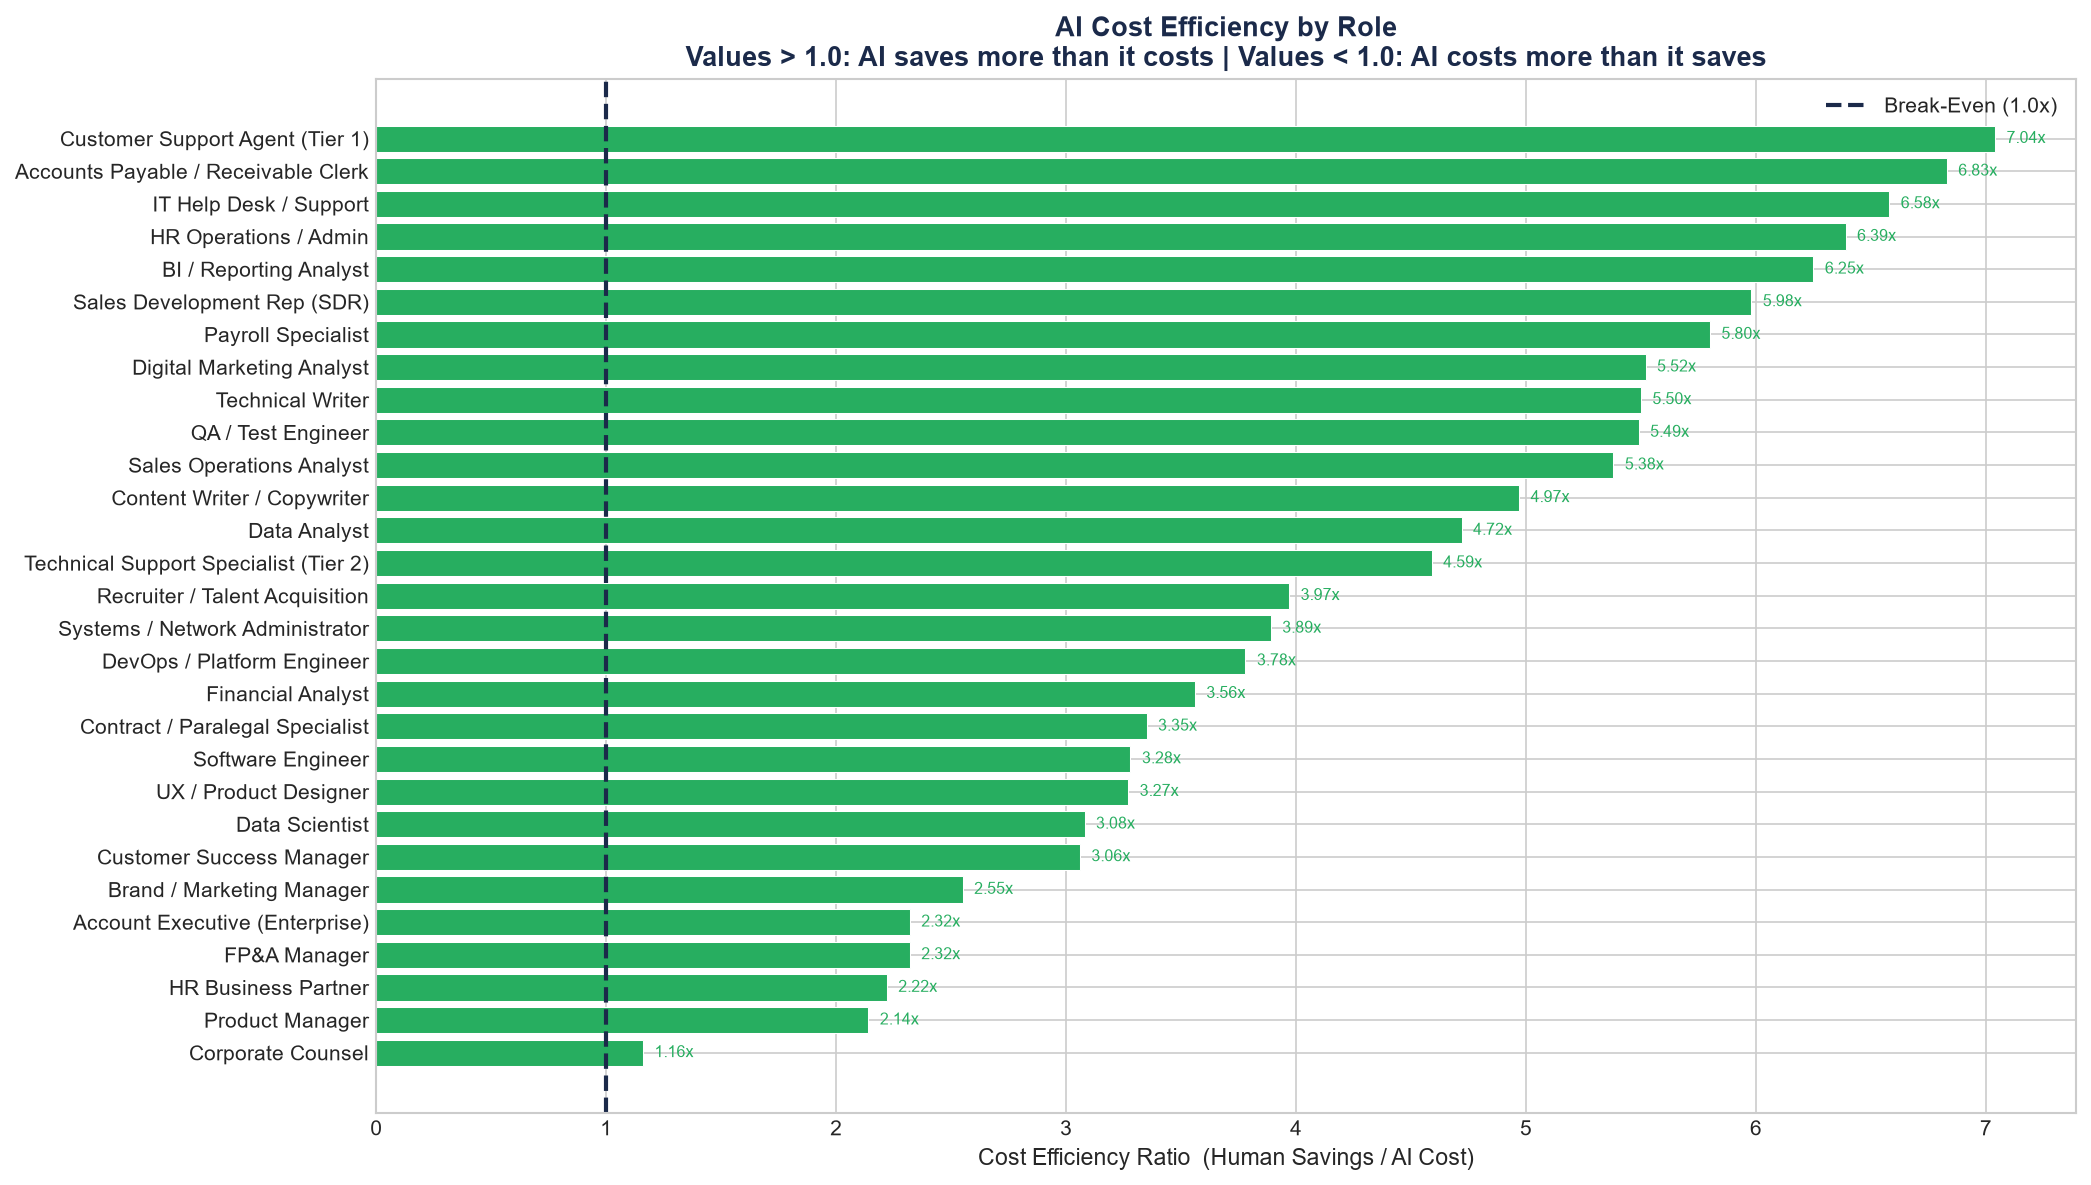 AI Cost Efficiency by Role
Values > 1.0: AI saves more than it costs | Values < 1.0: AI costs more than it saves
Break-Even (1.0x)
Customer Support Agent (Tier 1) 7.04x
Accounts Payable / Receivable Clerk 6.83x
IT Help Desk / Support 6.58x
HR Operations / Admin 6.39x
BI / Reporting Analyst 6.25x
Sales Development Rep (SDR) 5.98x
Payroll Specialist 5.80x
Digital Marketing Analyst 5.52x
Technical Writer 5.50x
QA / Test Engineer 5.49x
Sales Operations Analyst 5.38x
Content Writer / Copywriter 4.97x
Data Analyst 4.72x
Technical Support Specialist (Tier 2) 4.59x
Recruiter / Talent Acquisition 3.97x
Systems / Network Administrator 3.89x
DevOps / Platform Engineer 3.78x
Financial Analyst 3.56x
Contract / Paralegal Specialist 3.35x
Software Engineer 3.28x
UX / Product Designer 3.27x
Data Scientist 3.08x
Customer Success Manager 3.06x
Brand / Marketing Manager 2.55x
Account Executive (Enterprise) 2.32x
FP&A Manager 2.32x
HR Business Partner 2.22x
Product Manager 2.14x
Corporate Counsel 1.16x
0 1 2 3 4 5 6 7
Cost Efficiency Ratio (Human Savings / AI Cost)